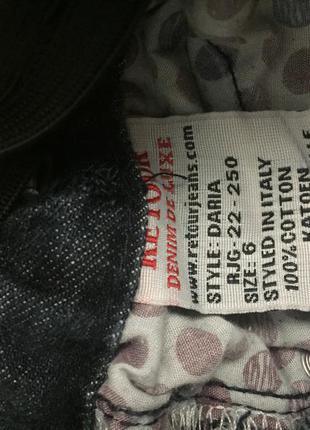 RETOUR
DENIM DE LUXE
www.retourjeans.com
STYLE: DARIA
RJG-22-250
SIZE: 6
STYLED IN ITALY
100% COTTON
KATOEN